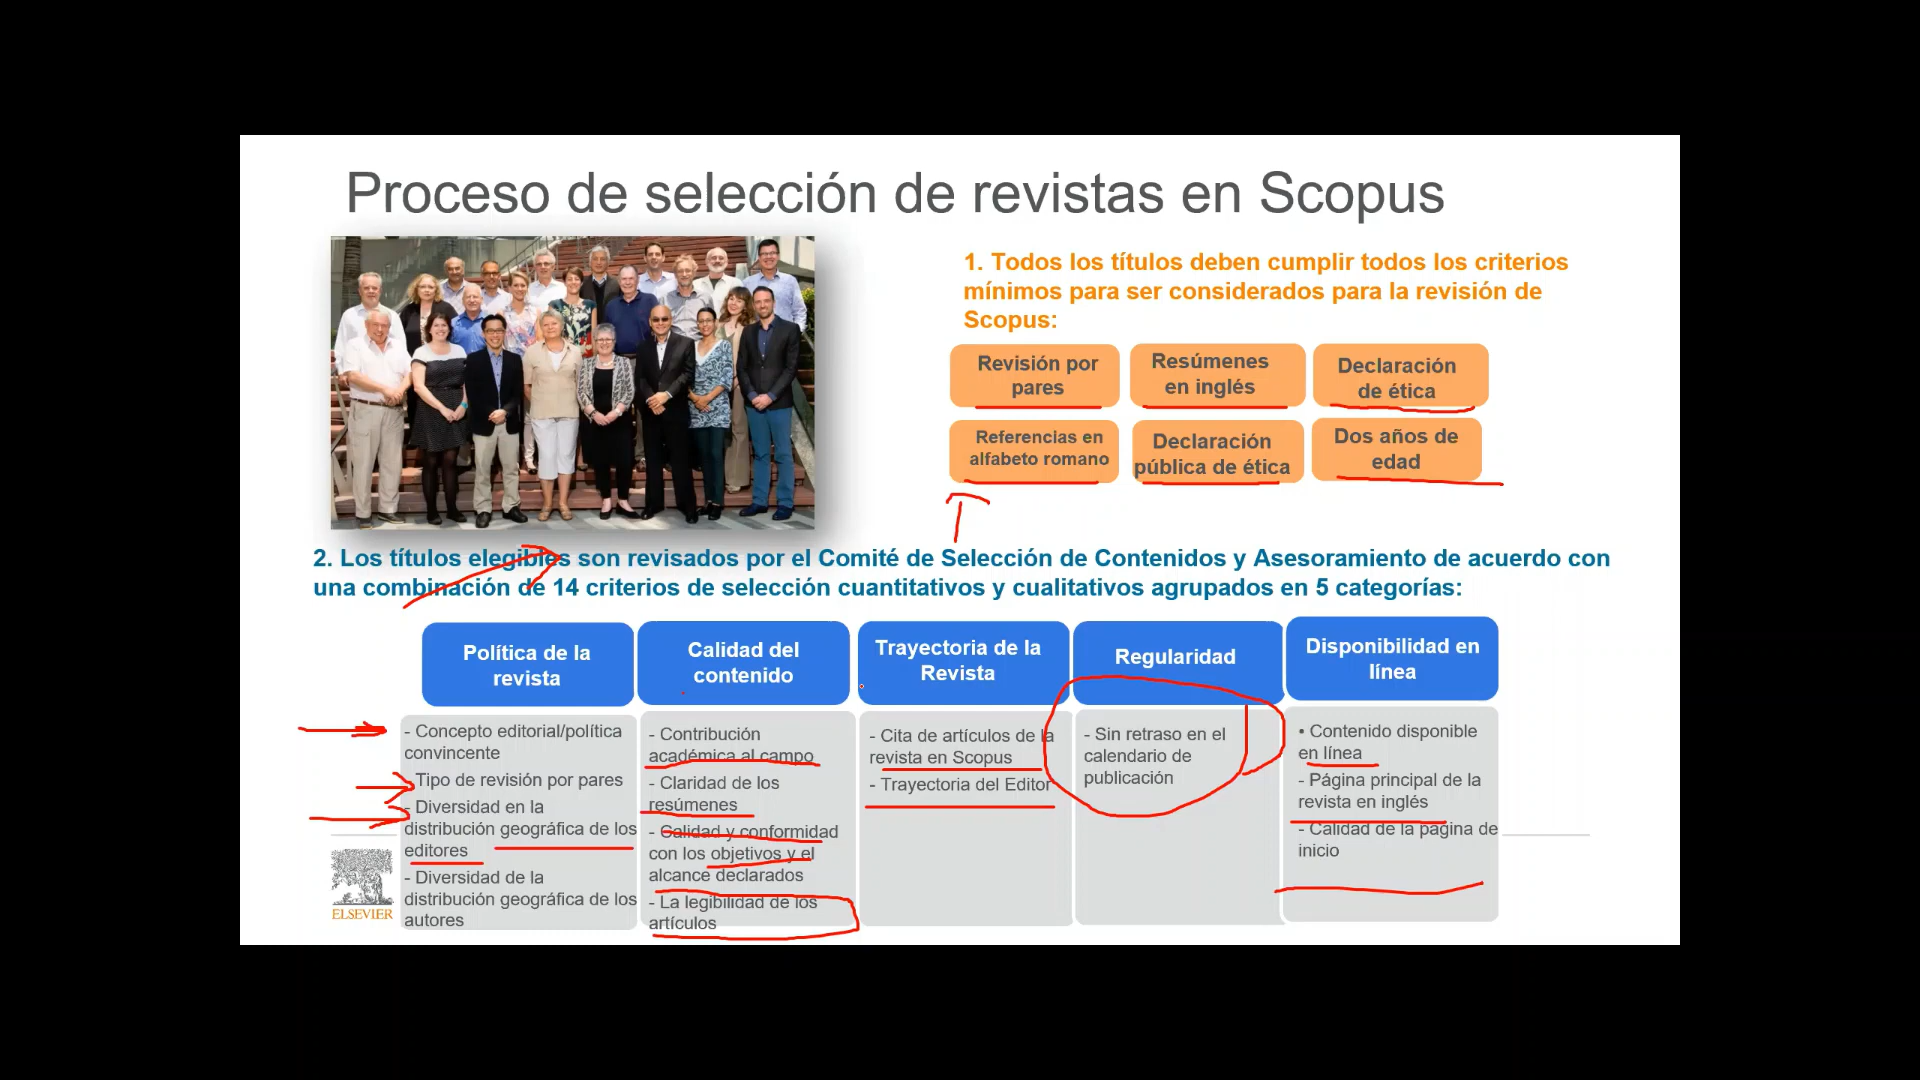 Proceso de selección de revistas en Scopus
1. Todos los títulos deben cumplir todos los criterios
mínimos para ser considerados para la revisión de
Scopus:
Revisión por
pares
Resúmenes
en inglés
Declaración
de ética
Referencias en
alfabeto romano
Declaración
pública de ética
Dos años de
edad
2. Los títulos elegibles son revisados por el Comité de Selección de Contenidos y Asesoramiento de acuerdo con
una combinación de 14 criterios de selección cuantitativos y cualitativos agrupados en 5 categorías:
Política de la
revista
- Concepto editorial/política
convincente
- Tipo de revisión por pares
- Diversidad en la
distribución geográfica de los
editores
- Diversidad de la
distribución geográfica de los
autores
Calidad del
contenido
- Contribución
académica al campo
- Claridad de los
resúmenes
- Calidad y conformidad
con los objetivos y el
alcance declarados
- La legibilidad de los
artículos
Trayectoria de la
Revista
- Cita de artículos de la
revista en Scopus
- Trayectoria del Editor
Regularidad
- Sin retraso en el
calendario de
publicación
Disponibilidad en
línea
• Contenido disponible
en línea
- Página principal de la
revista en inglés
- Calidad de la página de
inicio
ELSEVIER